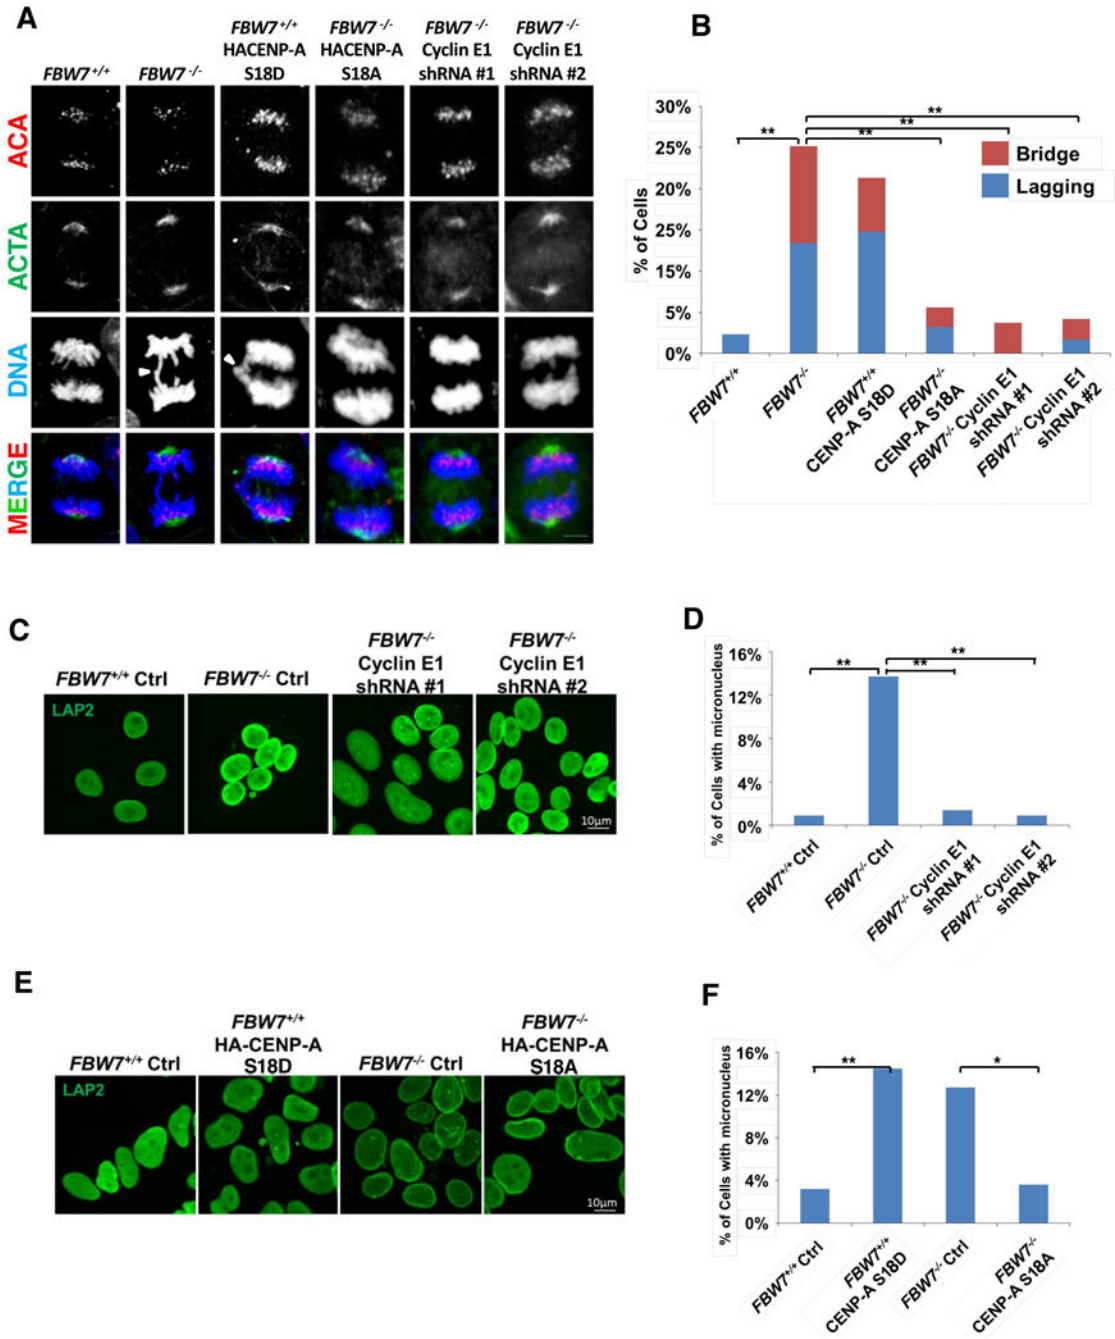 A
FBW7+/+
FBW7 -/-
FBW7+/+
HACENP-A
S18D
FBW7 -/-
HACENP-A
S18A
FBW7 -/-
Cyclin E1
shRNA #1
FBW7 -/-
Cyclin E1
shRNA #2
ACA
ACTA
DNA
MERGE
B
30%
25%
20%
25%
15%
5%
0%
% of Cells
**
**
**
**
Bridge
Lagging
FBW7+/+
FBW7-/-
FBW7+/+
CENP-A S18D
FBW7-/-
CENP-A S18A
FBW7-/- Cyclin E1
shRNA #1
FBW7-/- Cyclin E1
shRNA #2
C
FBW7+/+ Ctrl
FBW7-/- Ctrl
FBW7-/-
Cyclin E1
shRNA #1
FBW7-/-
Cyclin E1
shRNA #2
LAP2
10μm
D
16%
12%
8%
4%
0%
% of Cells with micronucleus
**
**
**
FBW7+/+ Ctrl
FBW7-/- Ctrl
FBW7-/- Cyclin E1
shRNA #1
FBW7-/- Cyclin E1
shRNA #2
E
FBW7+/+ Ctrl
FBW7+/+
HA-CENP-A
S18D
FBW7-/- Ctrl
FBW7-/-
HA-CENP-A
S18A
LAP2
10μm
F
16%
12%
8%
4%
0%
% of Cells with micronucleus
**
*
FBW7+/+ Ctrl
FBW7+/+
CENP-A S18D
FBW7-/- Ctrl
FBW7-/-
CENP-A S18A